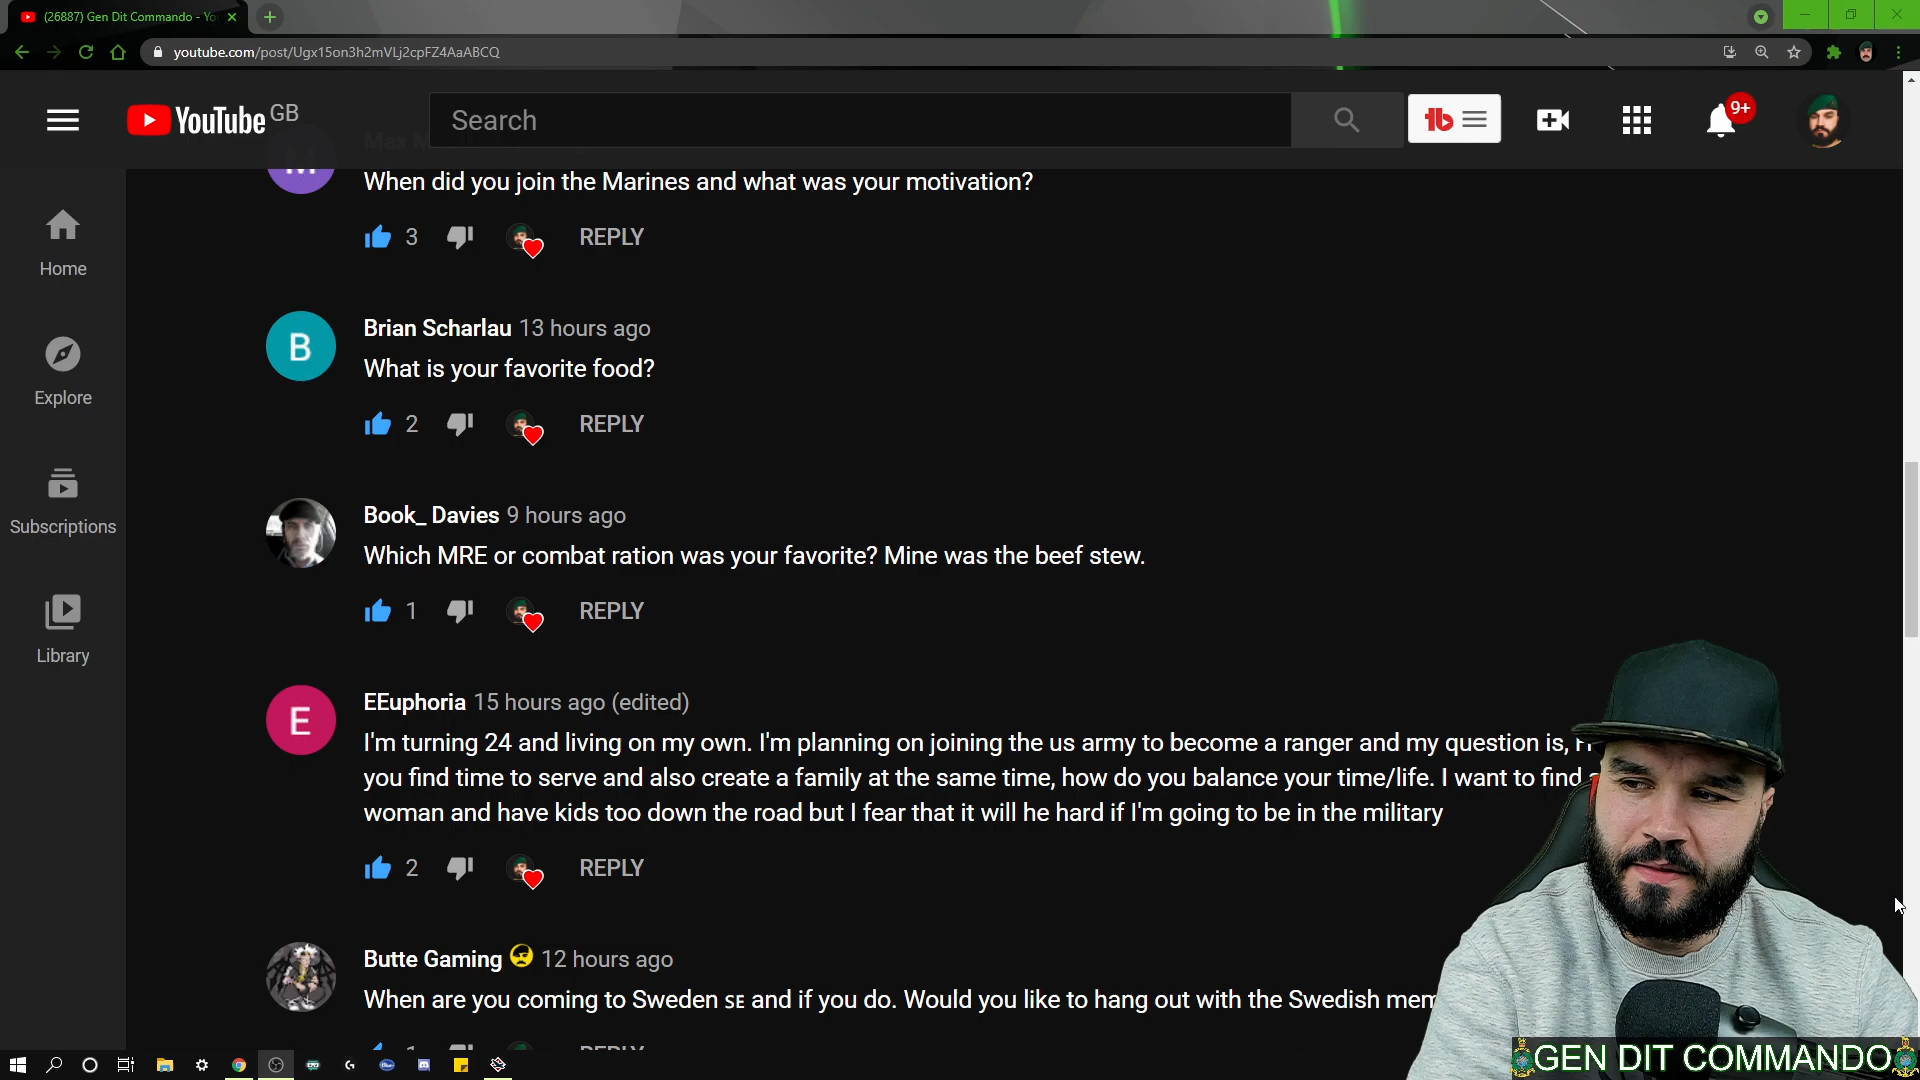 (26887) Gen Dit Commando - Yo
youtube.com/post/Ugx15on3h2mVLj2cpFZ4AaABCQ
YouTube GB
Search
9+
Max M
When did you join the Marines and what was your motivation?
3 REPLY
Home
Brian Scharlau 13 hours ago
What is your favorite food?
2 REPLY
Explore
Book_ Davies 9 hours ago
Which MRE or combat ration was your favorite? Mine was the beef stew.
1 REPLY
Subscriptions
Library
EEuphoria 15 hours ago (edited)
I'm turning 24 and living on my own. I'm planning on joining the us army to become a ranger and my question is,
you find time to serve and also create a family at the same time, how do you balance your time/life. I want to find a
woman and have kids too down the road but I fear that it will he hard if I'm going to be in the military
2 REPLY
Butte Gaming 12 hours ago
When are you coming to Sweden SE and if you do. Would you like to hang out with the Swedish mem
1 REPLY
GEN DIT COMMANDO
M
B
E